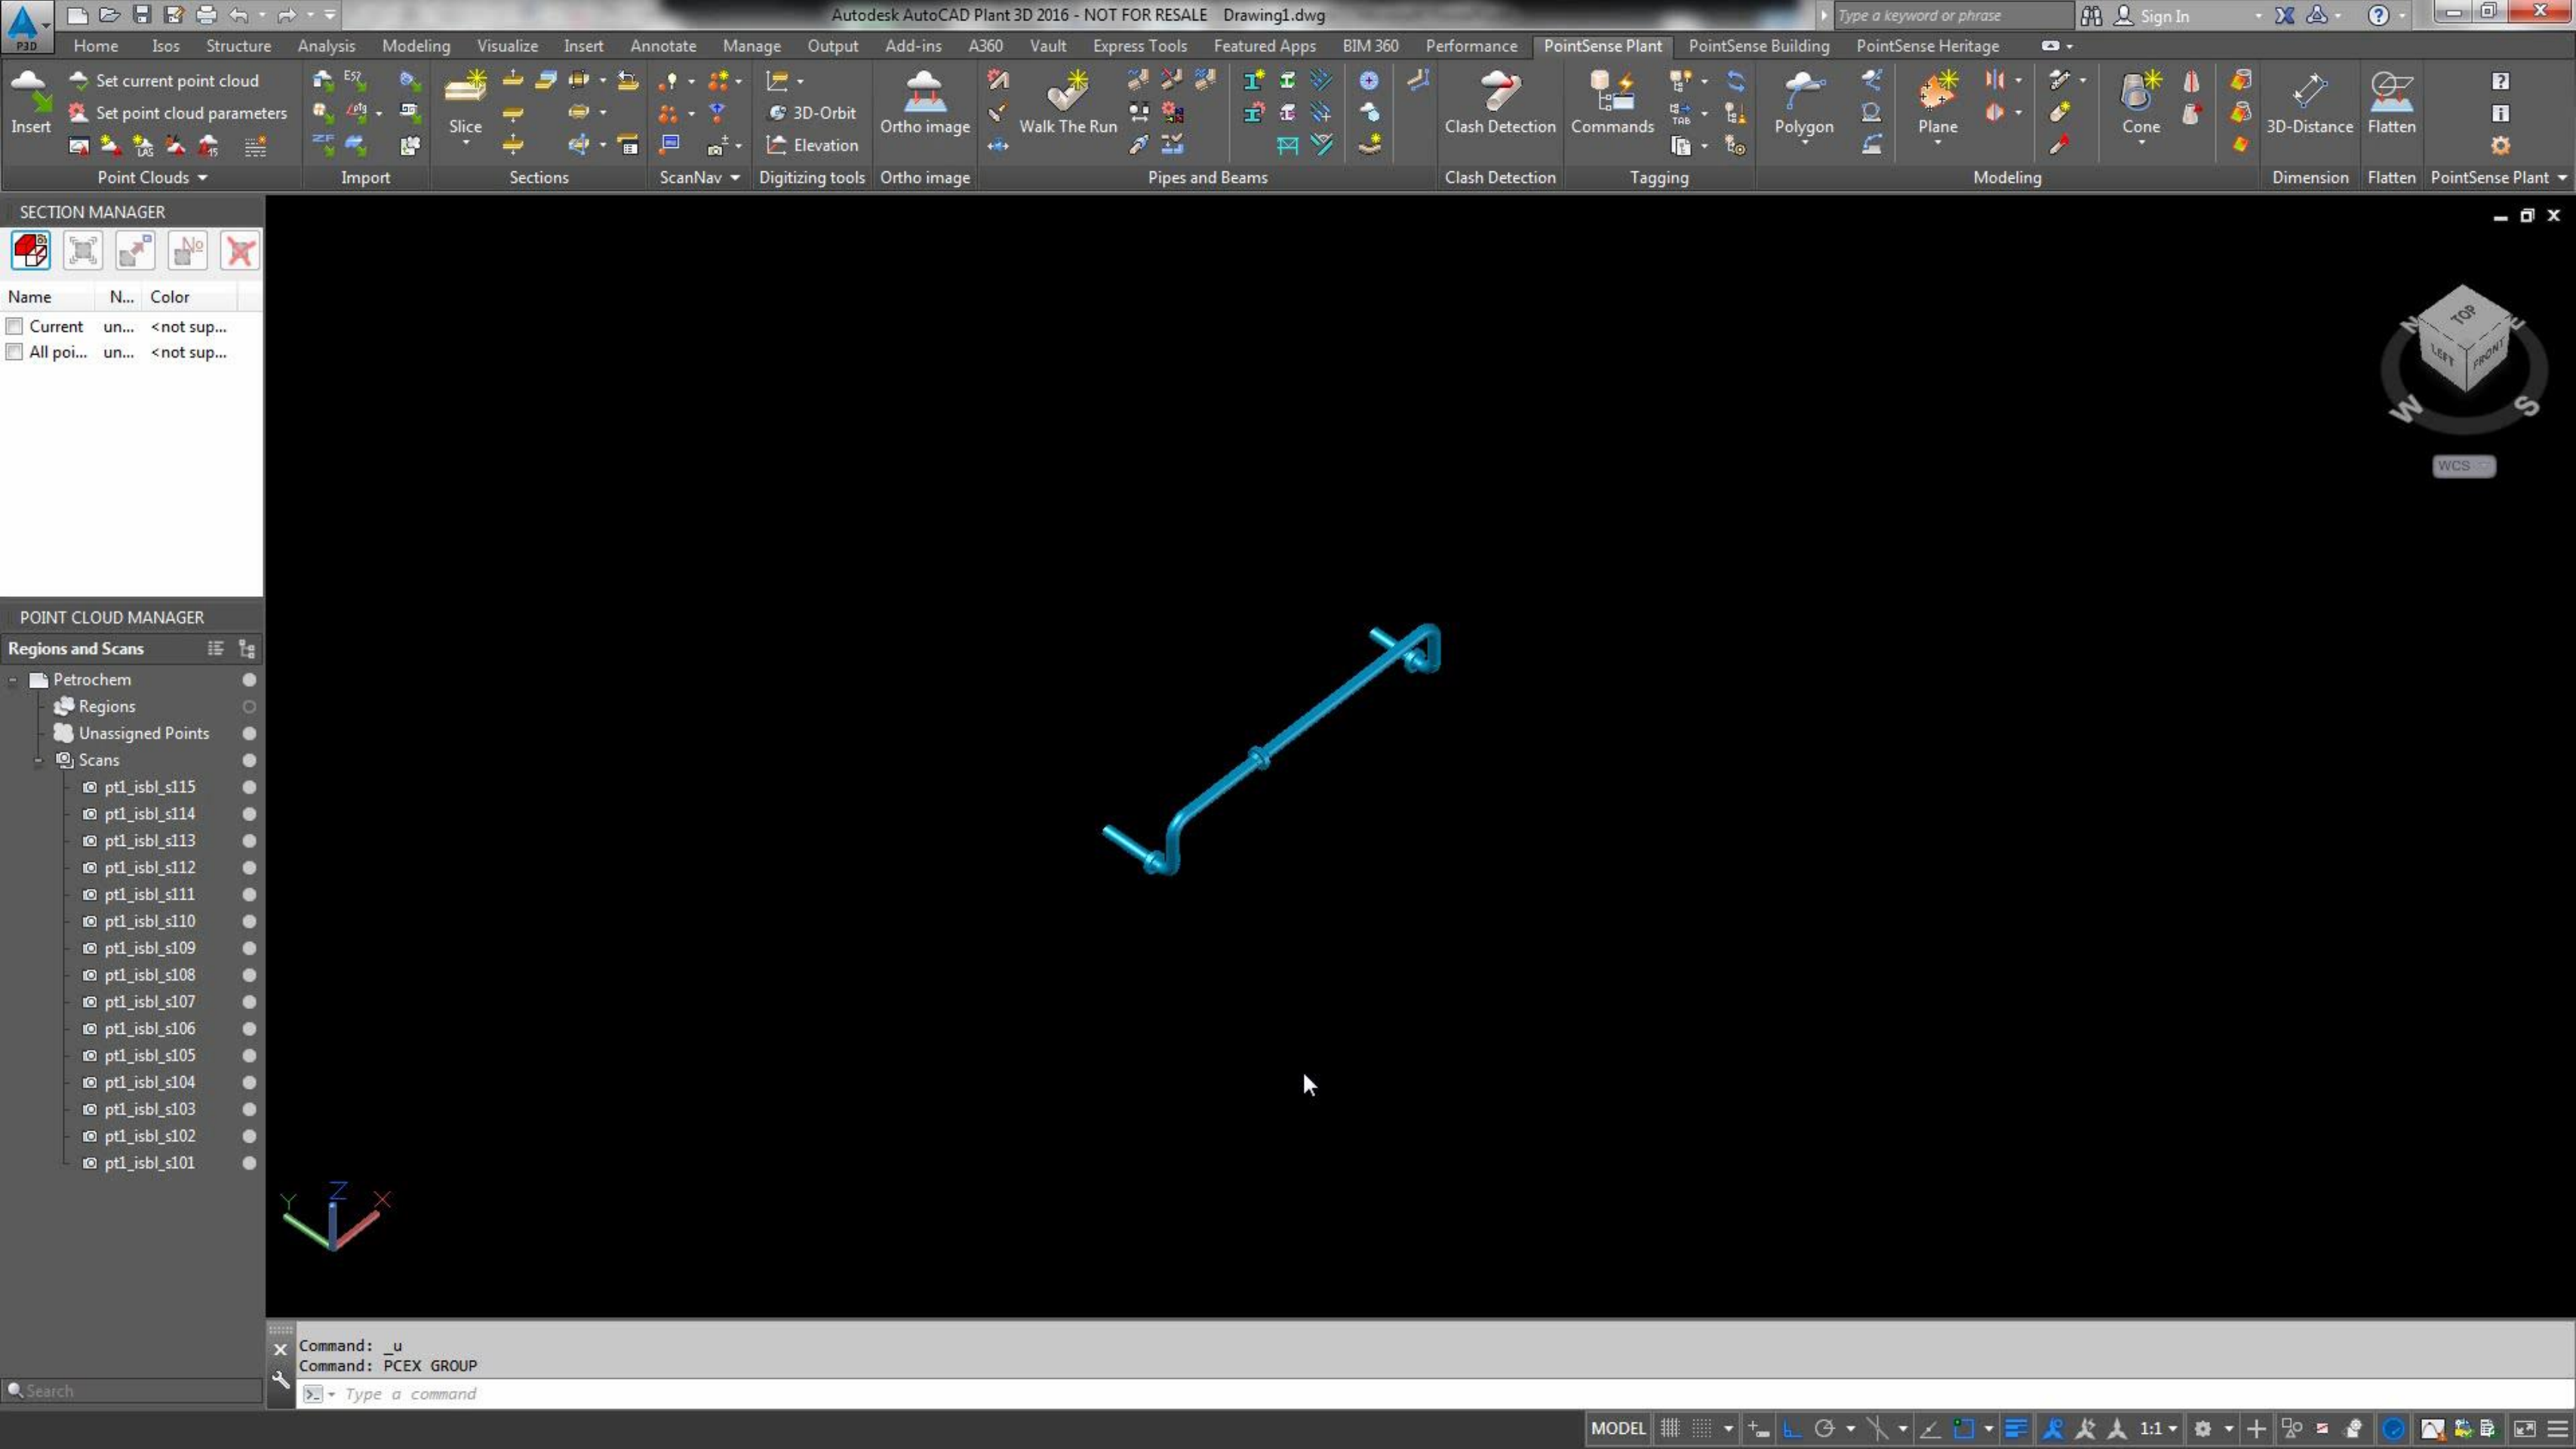 Autodesk AutoCAD Plant 3D 2016 - NOT FOR RESALE Drawing1.dwg
Type a keyword or phrase
Sign In
P3D
Home Isos Structure Analysis Modeling Visualize Insert Annotate Manage Output Add-ins A360 Vault Express Tools Featured Apps BIM 360 Performance PointSense Plant PointSense Building PointSense Heritage
Set current point cloud
Set point cloud parameters
Insert
Slice
3D-Orbit
Elevation
Ortho image
Walk The Run
Clash Detection
Commands
Polygon
Plane
Cone
3D-Distance
Flatten
Point Clouds Import Sections ScanNav Digitizing tools Ortho image Pipes and Beams Clash Detection Tagging Modeling Dimension Flatten PointSense Plant
SECTION MANAGER
Name N... Color
Current un... <not sup...
All poi... un... <not sup...
TOP
LEFT FRONT
N
W S
WCS
POINT CLOUD MANAGER
Regions and Scans
Petrochem
Regions
Unassigned Points
Scans
pt1_isbl_s115
pt1_isbl_s114
pt1_isbl_s113
pt1_isbl_s112
pt1_isbl_s111
pt1_isbl_s110
pt1_isbl_s109
pt1_isbl_s108
pt1_isbl_s107
pt1_isbl_s106
pt1_isbl_s105
pt1_isbl_s104
pt1_isbl_s103
pt1_isbl_s102
pt1_isbl_s101
Y Z X
Command: _u
Command: PCEX GROUP
Type a command
Search
MODEL 1:1